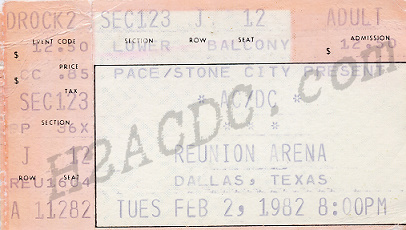 DROCK2 SEC123 J 12 ADULT
EVENT CODE SECTION ROW SEAT ADMISSION
$ 12.50 LOWER BALCONY $ 12.50
PRICE
C .85 PACE/STONE CITY PRESENT
$ TAX
SEC123 * AC/DC *
SECTION
P 36X * * *
ROW SEAT
J 12 REUNION ARENA
REU1604 DALLAS, TEXAS
A 11282 TUES FEB 2, 1982 8:00PM
H2ACDC.com